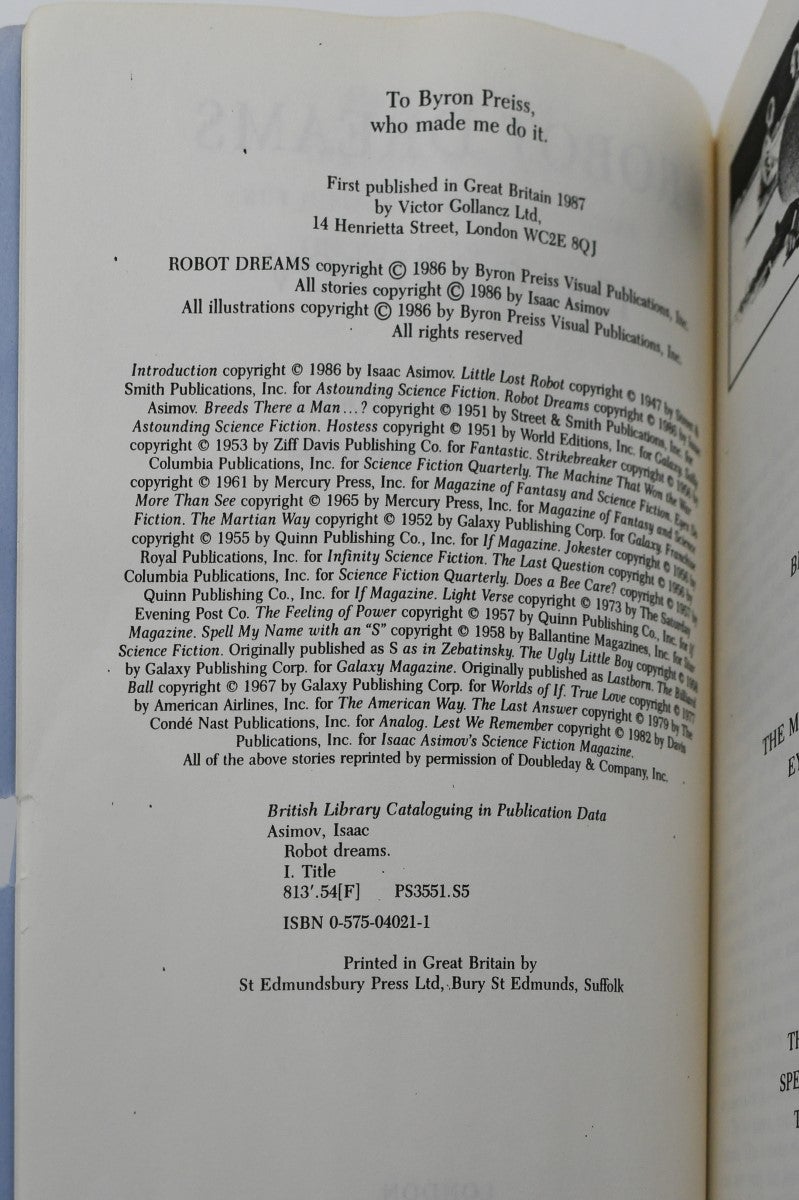 To Byron Preiss,
who made me do it.
First published in Great Britain 1987
by Victor Gollancz Ltd,
14 Henrietta Street, London WC2E 8QJ
ROBOT DREAMS copyright © 1986 by Byron Preiss Visual Publications, Inc.
All stories copyright © 1986 by Isaac Asimov
All illustrations copyright © 1986 by Byron Preiss Visual Publications, Inc.
All rights reserved
Introduction copyright © 1986 by Isaac Asimov. Little Lost Robot copyright © 1947 by
Smith Publications, Inc. for Astounding Science Fiction. Robot Dreams copyright © 1986 by
Asimov. Breeds There a Man...? copyright © 1951 by Street & Smith Publications, Inc. for
Astounding Science Fiction. Hostess copyright © 1951 by World Editions, Inc. for Galaxy.
copyright © 1953 by Ziff Davis Publishing Co. for Fantastic. Strikebreaker copyright ©
Columbia Publications, Inc. for Science Fiction Quarterly. The Machine That Won the War
copyright © 1961 by Mercury Press, Inc. for Magazine of Fantasy and Science Fiction. Eyes Do
More Than See copyright © 1965 by Mercury Press, Inc. for Magazine of Fantasy and Science
Fiction. The Martian Way copyright © 1952 by Galaxy Publishing Corp. for Galaxy. Franchise
copyright © 1955 by Quinn Publishing Co., Inc. for If Magazine. Jokester copyright © 1956 by
Royal Publications, Inc. for Infinity Science Fiction. The Last Question copyright © 1956 by
Columbia Publications, Inc. for Science Fiction Quarterly. Does a Bee Care? copyright © 1957 by
Quinn Publishing Co., Inc. for If Magazine. Light Verse copyright © 1973 by The Saturday
Evening Post Co. The Feeling of Power copyright © 1957 by Quinn Publishing Co., Inc. for If
Magazine. Spell My Name with an “S” copyright © 1958 by Ballantine Magazines, Inc. for Star
Science Fiction. Originally published as S as in Zebatinsky. The Ugly Little Boy copyright ©
by Galaxy Publishing Corp. for Galaxy Magazine. Originally published as Lastborn. The Billiard
Ball copyright © 1967 by Galaxy Publishing Corp. for Worlds of If. True Love copyright © 1977
by American Airlines, Inc. for The American Way. The Last Answer copyright © 1979 by The
Condé Nast Publications, Inc. for Analog. Lest We Remember copyright © 1982 by Davis
Publications, Inc. for Isaac Asimov's Science Fiction Magazine.
All of the above stories reprinted by permission of Doubleday & Company, Inc.
British Library Cataloguing in Publication Data
Asimov, Isaac
Robot dreams.
I. Title
813'.54[F] PS3551.S5
ISBN 0-575-04021-1
Printed in Great Britain by
St Edmundsbury Press Ltd, Bury St Edmunds, Suffolk
THE M